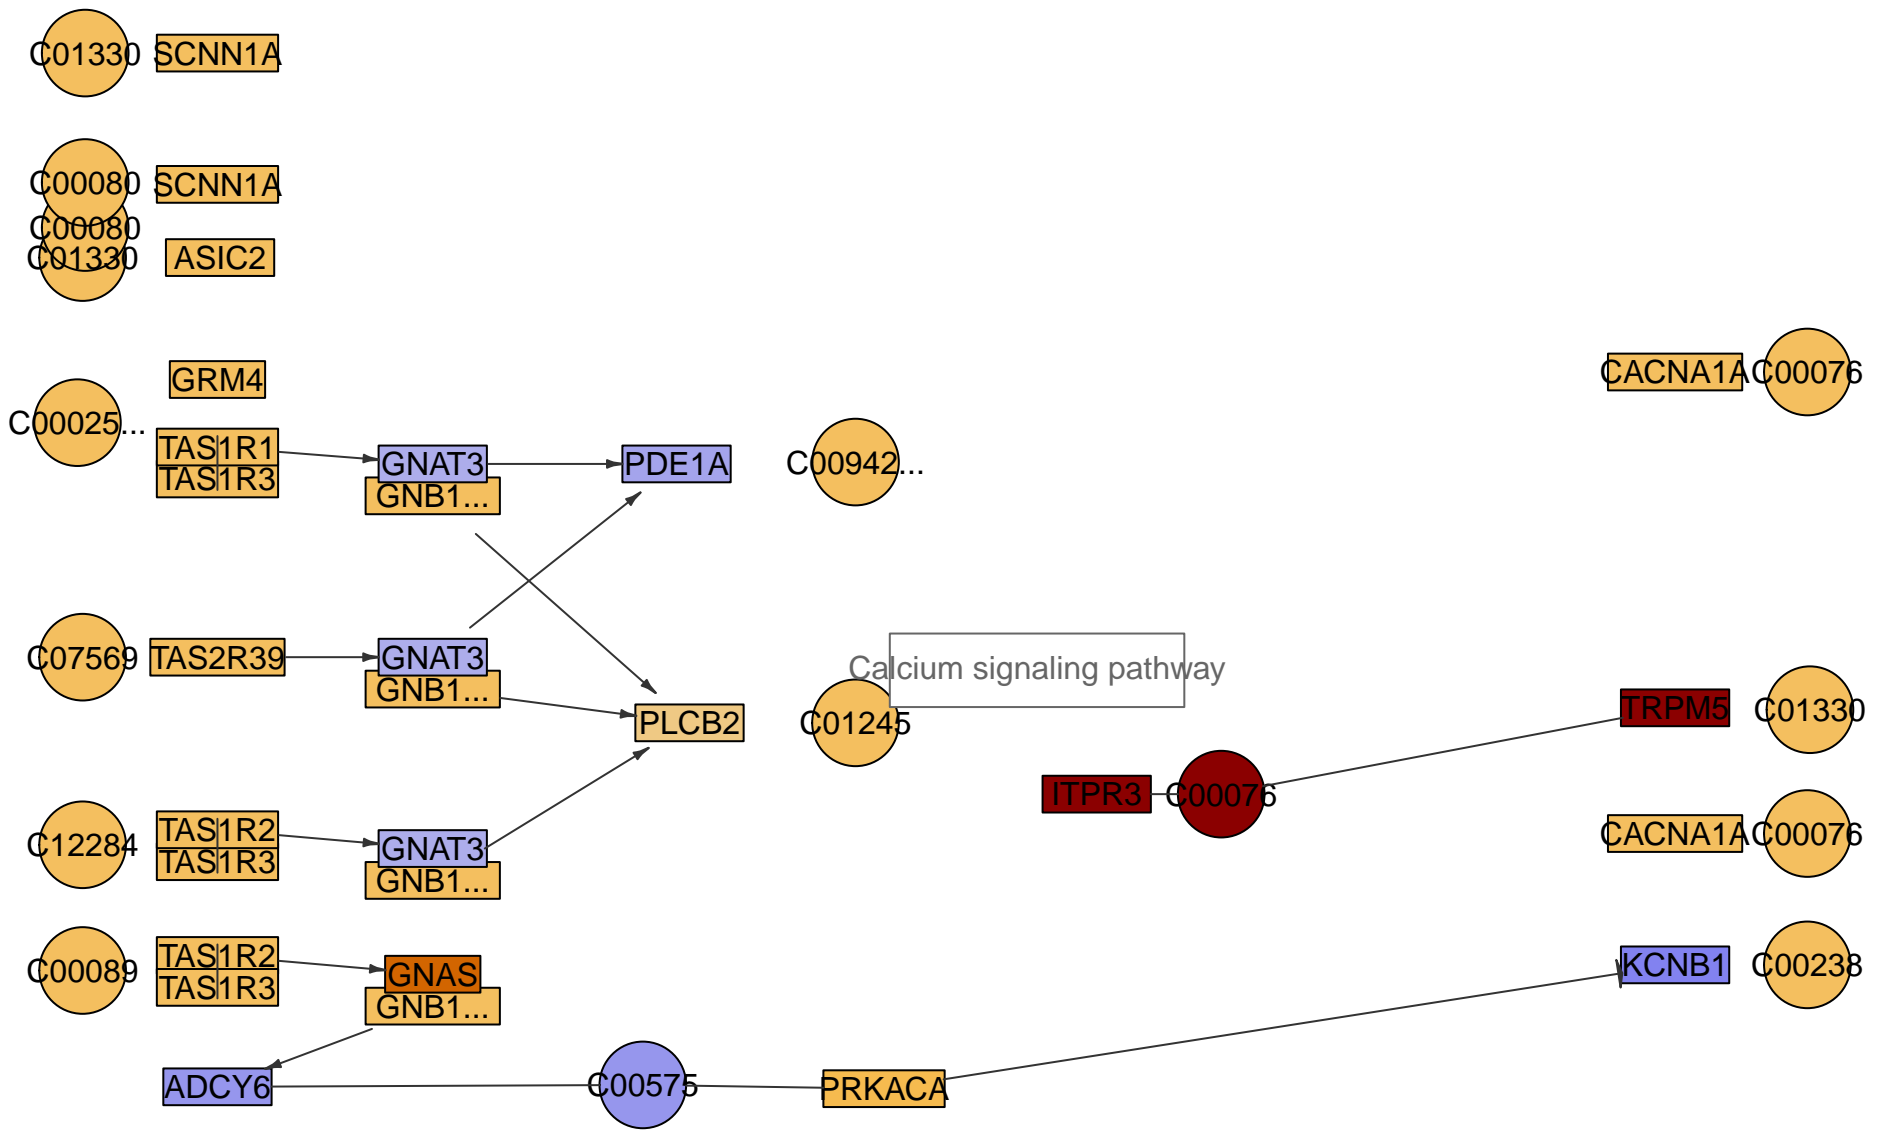 C01330 SCNN1A
C00080 SCNN1A
C00080
C01330 ASIC2
GRM4
CACNA1A C00076
C00025...
TAS1R1
TAS1R3
GNAT3
GNB1...
PDE1A
C00942...
C07569 TAS2R39
GNAT3
GNB1...
Calcium signaling pathway
PLCB2
C01245
TRPM5 C01330
ITPR3 C00076
C12284
TAS1R2
TAS1R3
GNAT3
GNB1...
CACNA1A C00076
C00089
TAS1R2
TAS1R3
GNAS
GNB1...
KCNB1 C00238
ADCY6
C00575
PRKACA